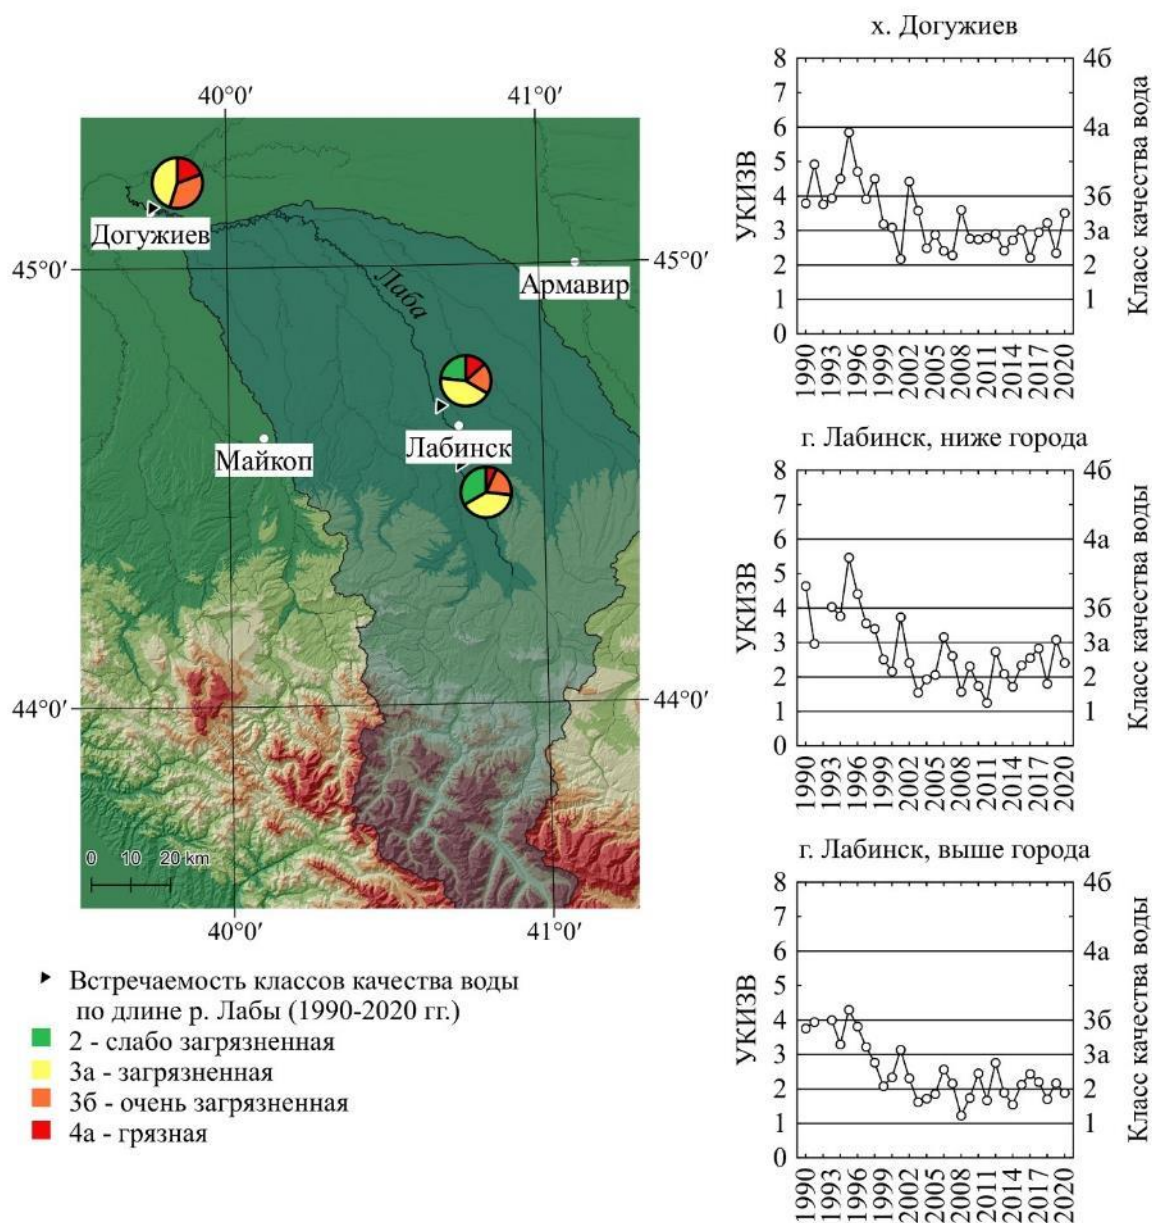 40°0′
41°0′
Догужиев
45°0′
45°0′
Лаба
Армавир
Лабинск
Майкоп
44°0′
44°0′
0 10 20 km
40°0′
41°0′
Встречаемость классов качества воды
по длине р. Лабы (1990-2020 гг.)
2 - слабо загрязненная
3а - загрязненная
3б - очень загрязненная
4а - грязная
х. Догужиев
УКИЗВ
8
7
6
5
4
3
2
1
0
4б
4а
3б
3а
2
1
Класс качества вода
1990
1993
1996
1999
2002
2005
2008
2011
2014
2017
2020
г. Лабинск, ниже города
УКИЗВ
8
7
6
5
4
3
2
1
0
4б
4а
3б
3а
2
1
Класс качества воды
1990
1993
1996
1999
2002
2005
2008
2011
2014
2017
2020
г. Лабинск, выше города
УКИЗВ
8
7
6
5
4
3
2
1
0
4б
4а
3б
3а
2
1
Класс качества воды
1990
1993
1996
1999
2002
2005
2008
2011
2014
2017
2020